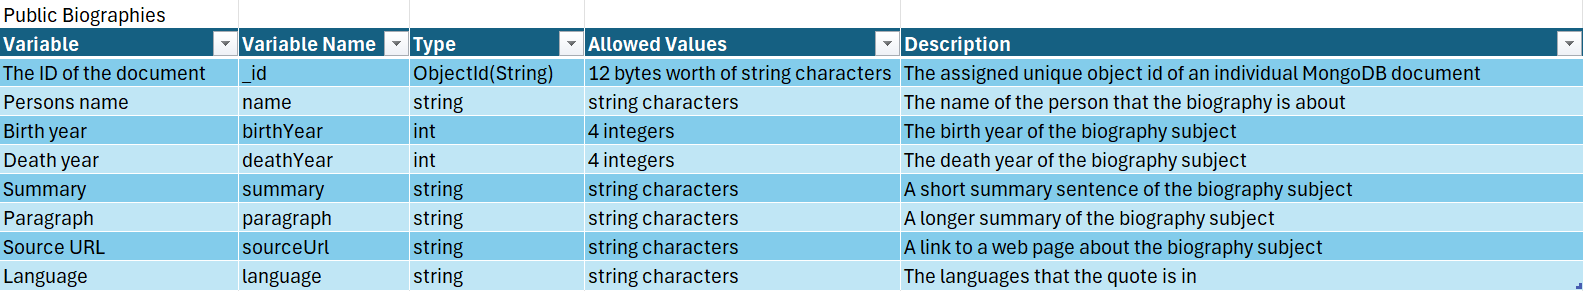 Public Biographies
Variable Variable Name Type Allowed Values Description
The ID of the document _id ObjectId(String) 12 bytes worth of string characters The assigned unique object id of an individual MongoDB document
Persons name name string string characters The name of the person that the biography is about
Birth year birthYear int 4 integers The birth year of the biography subject
Death year deathYear int 4 integers The death year of the biography subject
Summary summary string string characters A short summary sentence of the biography subject
Paragraph paragraph string string characters A longer summary of the biography subject
Source URL sourceUrl string string characters A link to a web page about the biography subject
Language language string string characters The languages that the quote is in